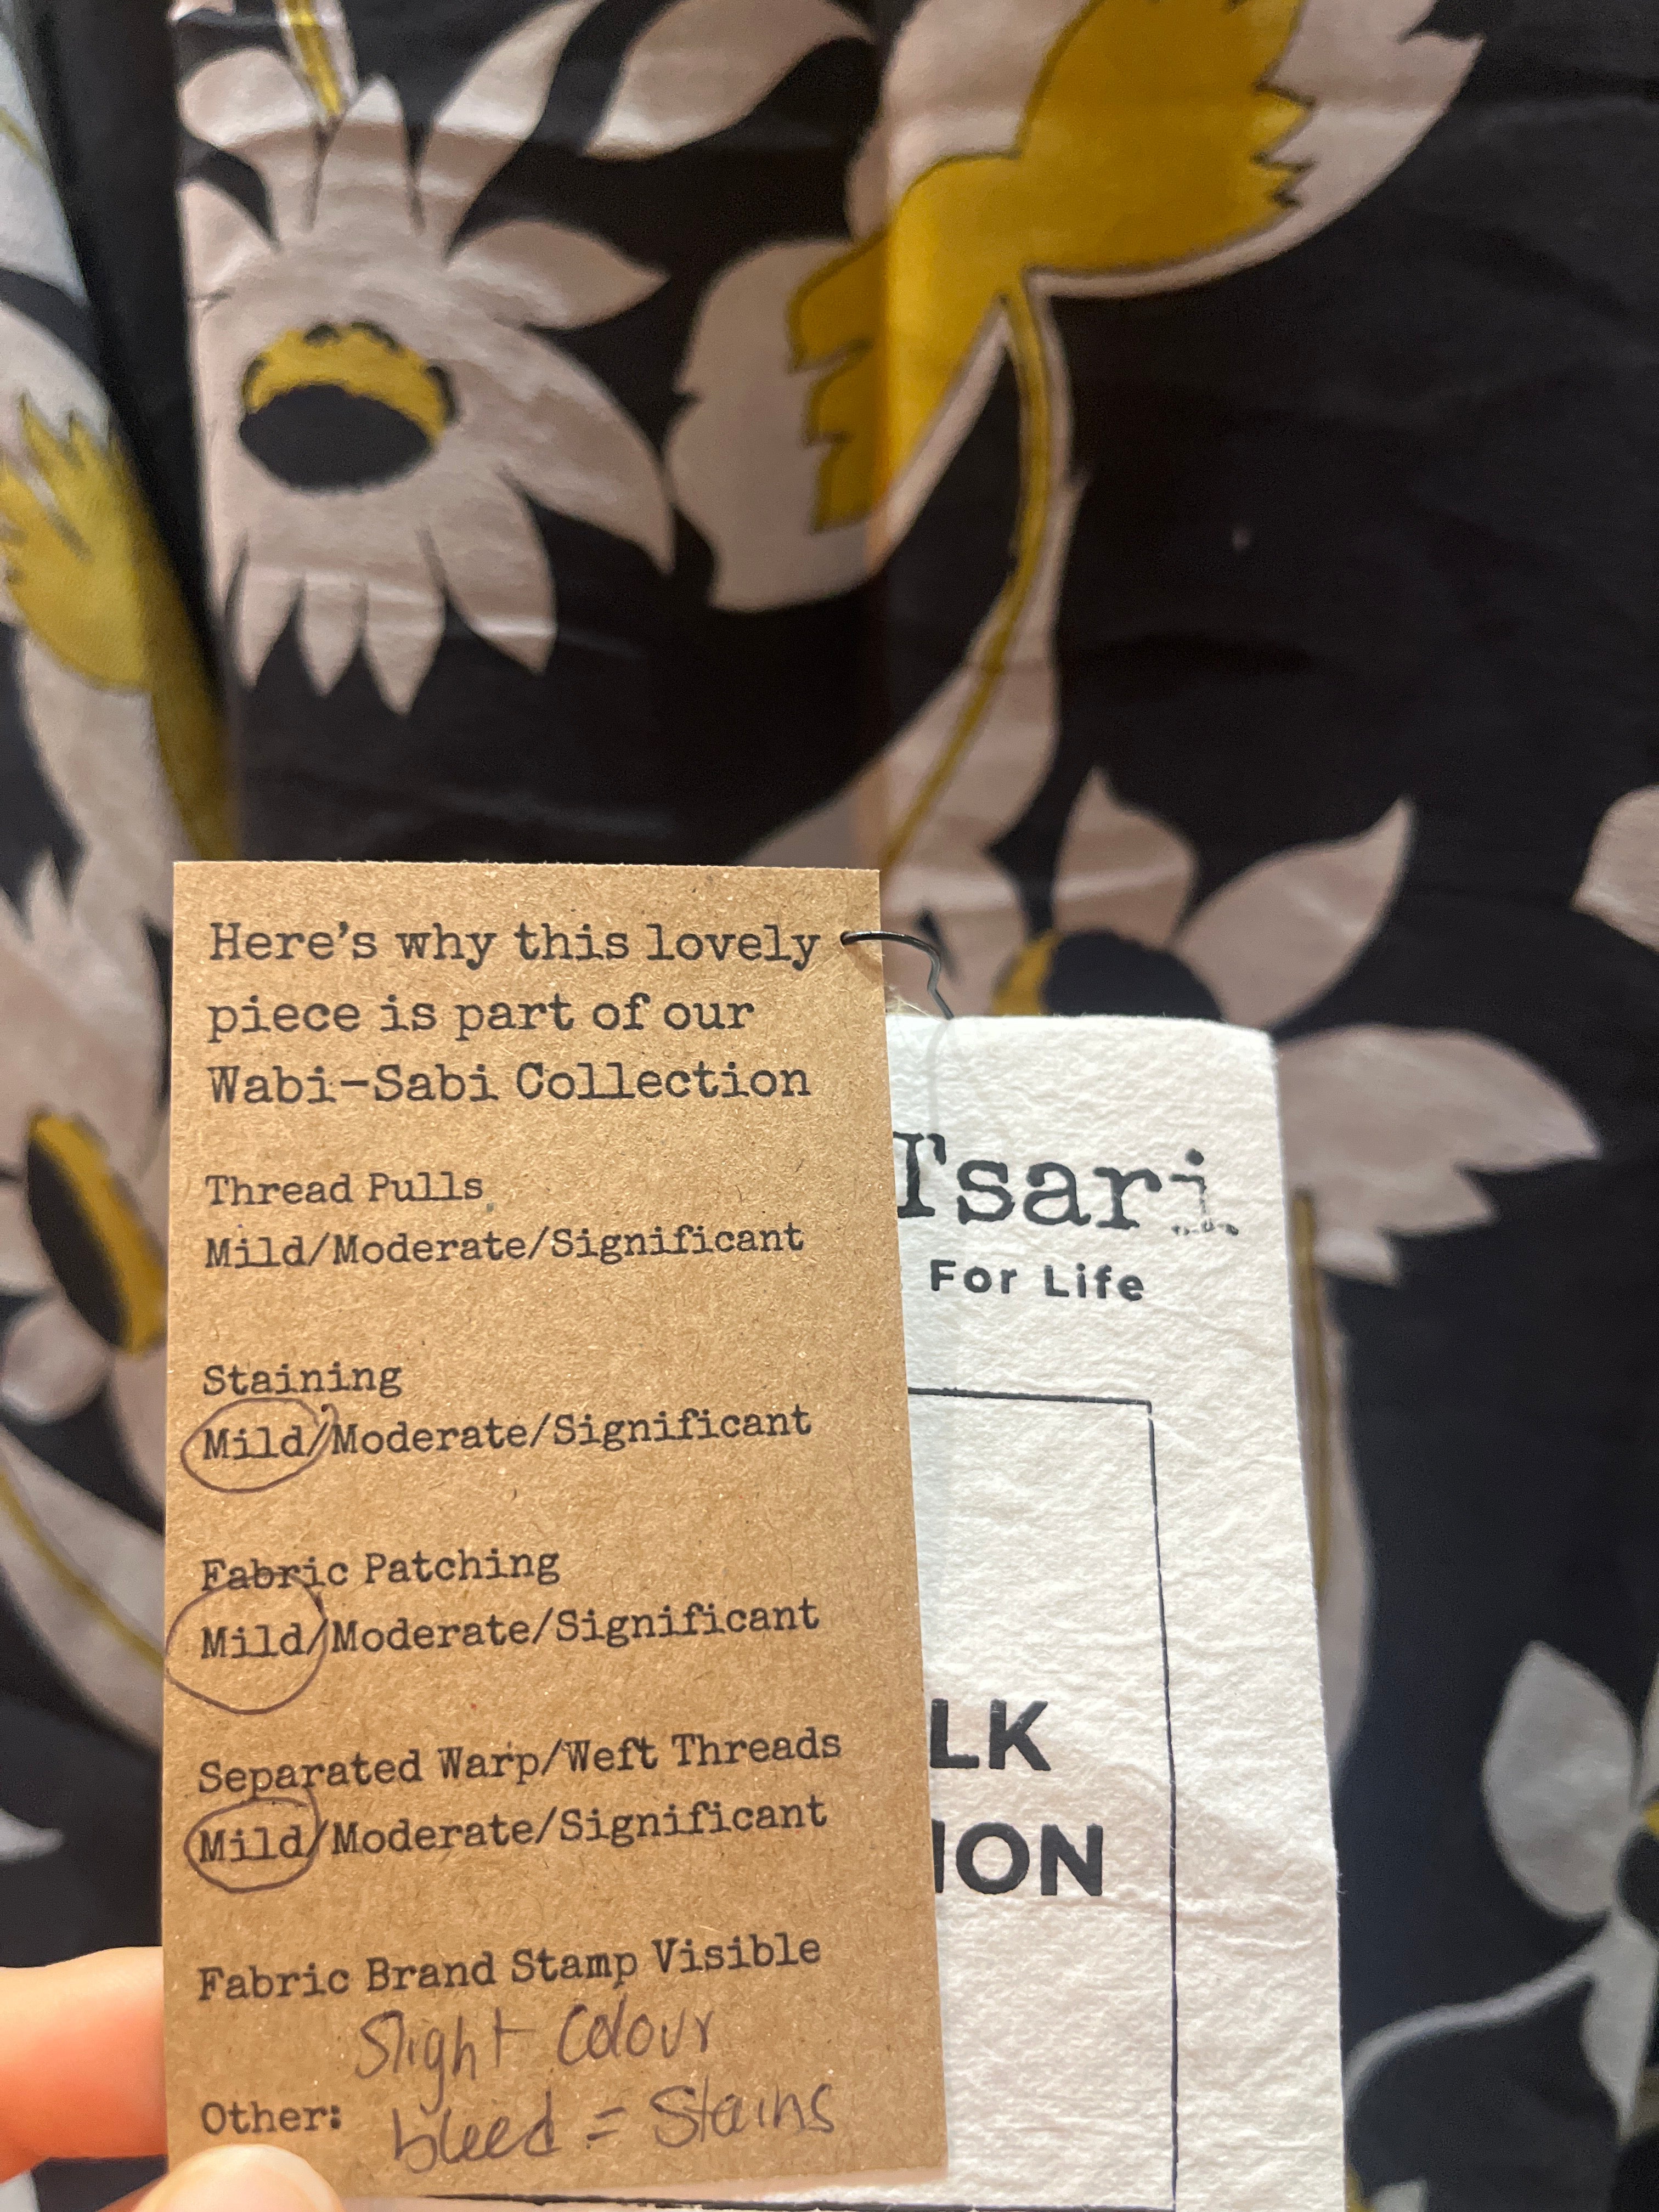 Here's why this lovely
piece is part of our
Wabi-Sabi Collection
Thread Pulls
Mild/Moderate/Significant
Staining
Mild/Moderate/Significant
Fabric Patching
Mild/Moderate/Significant
Separated Warp/Weft Threads
Mild/Moderate/Significant
Fabric Brand Stamp Visible
Slight Colour
Other: bleed = Stains
Tsari
For Life
LK
ION